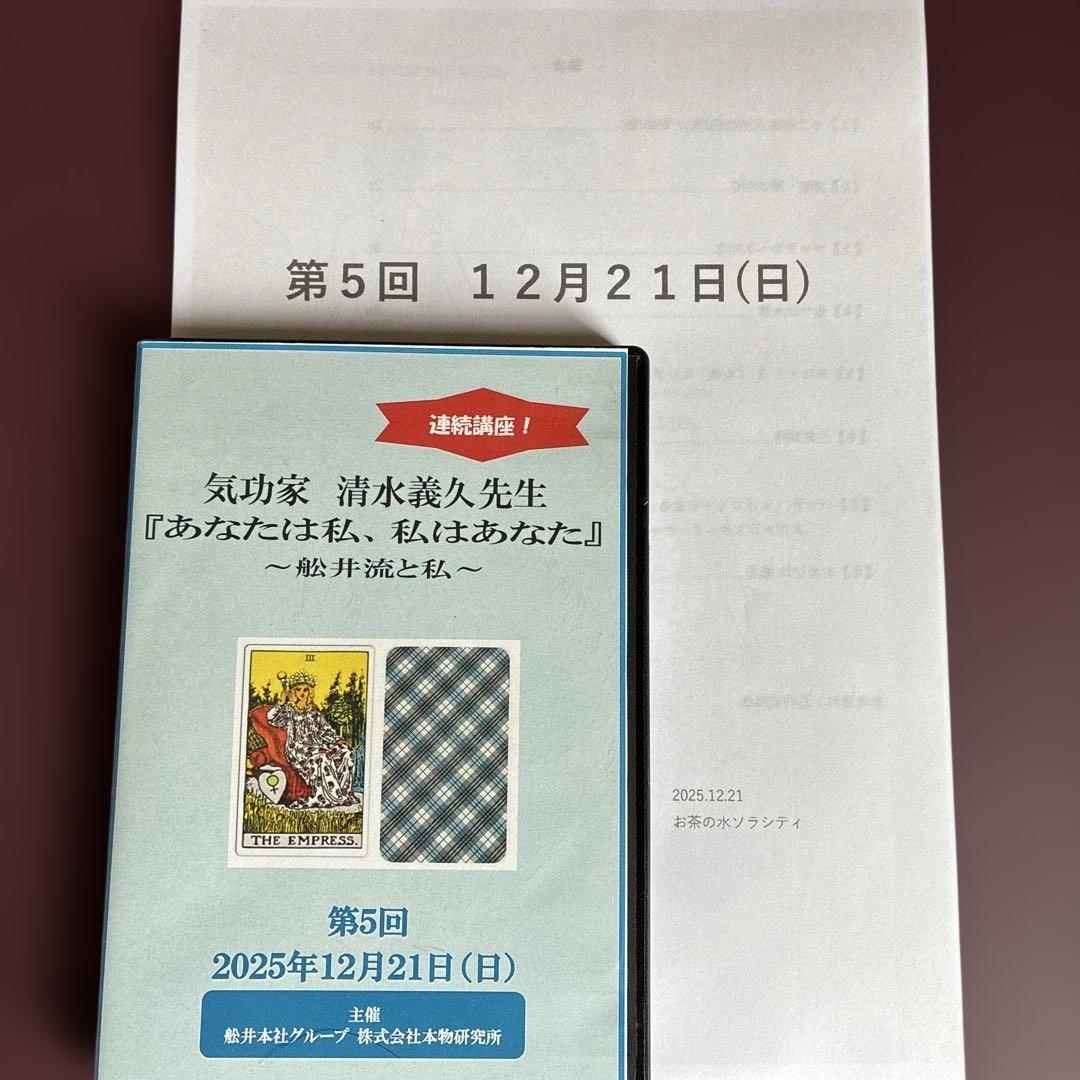 第５回　１２月２１日(日)
連続講座！
気功家 清水義久先生
『あなたは私、私はあなた』
～舩井流と私～
III
THE EMPRESS.
第5回
2025年12月21日（日）
主催
舩井本社グループ 株式会社本物研究所
2025.12.21
お茶の水ソラシティ